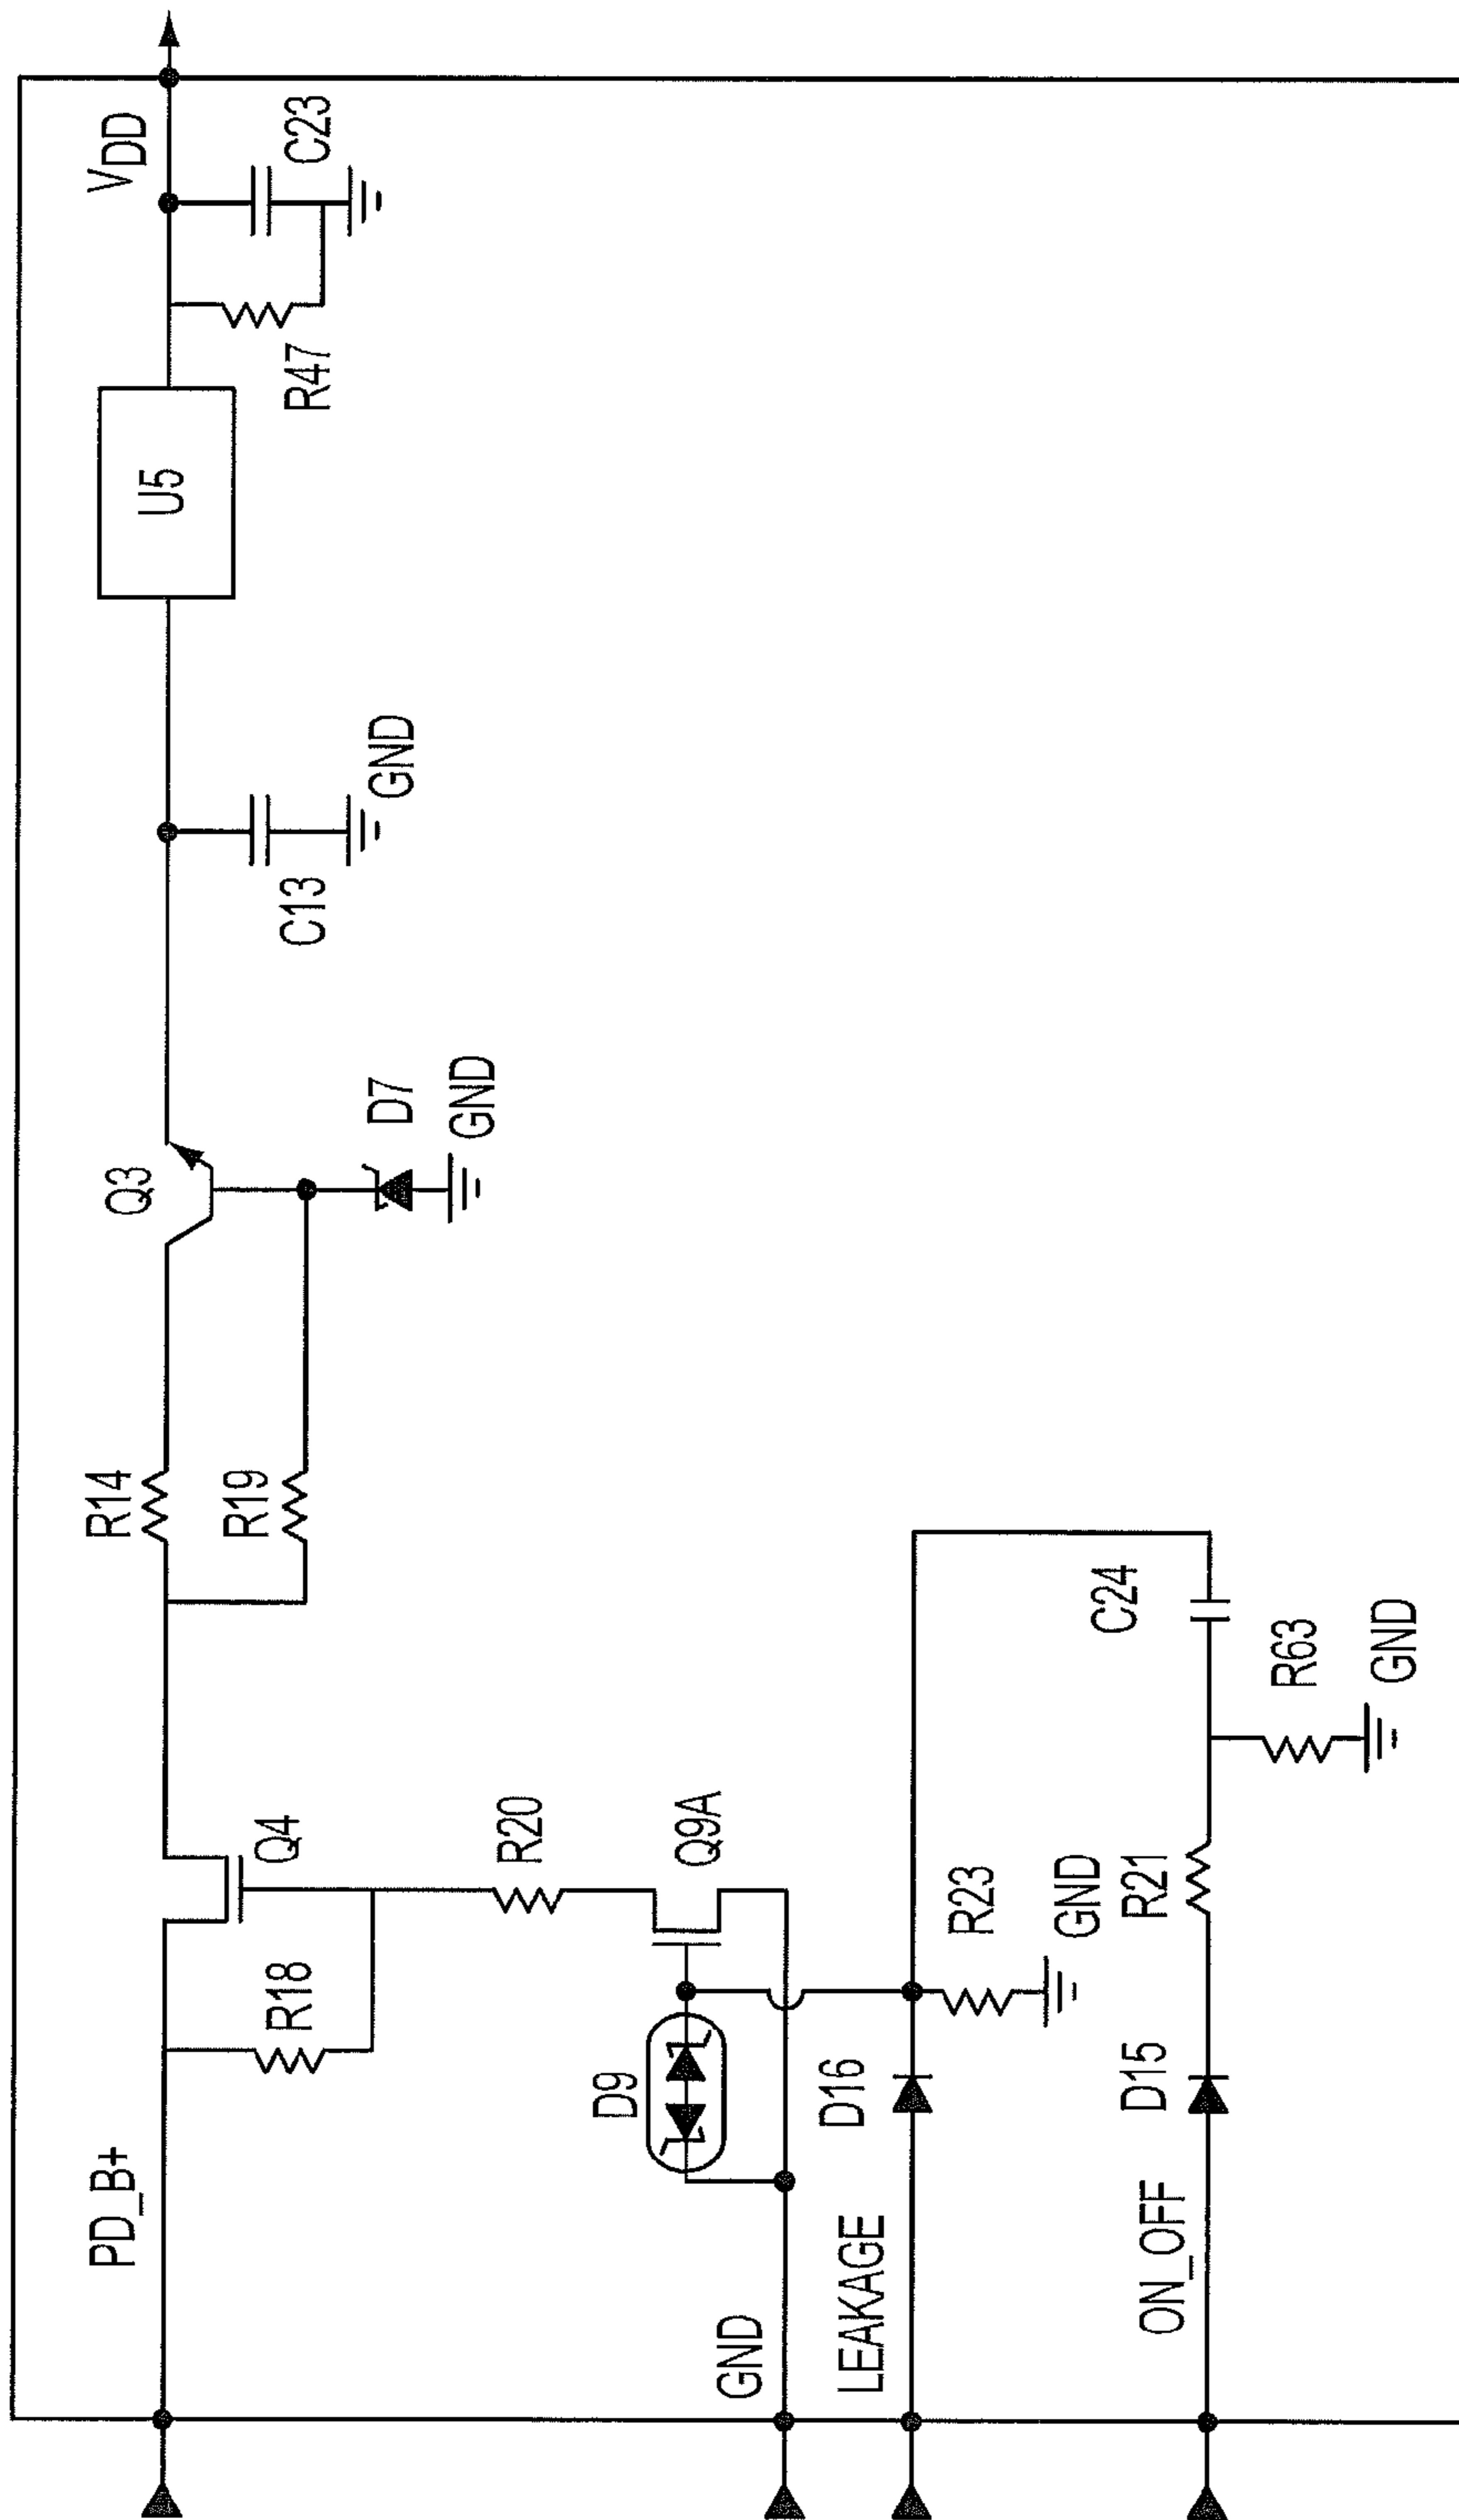 PD_B+
R18
Q4
R14
R19
Q3
D7
GND
C13
GND
U5
R47
VDD
C23
R20
D9
Q9A
GND
LEAKAGE
D16
R23
GND
ON_OFF
D15
R21
C24
R63
GND